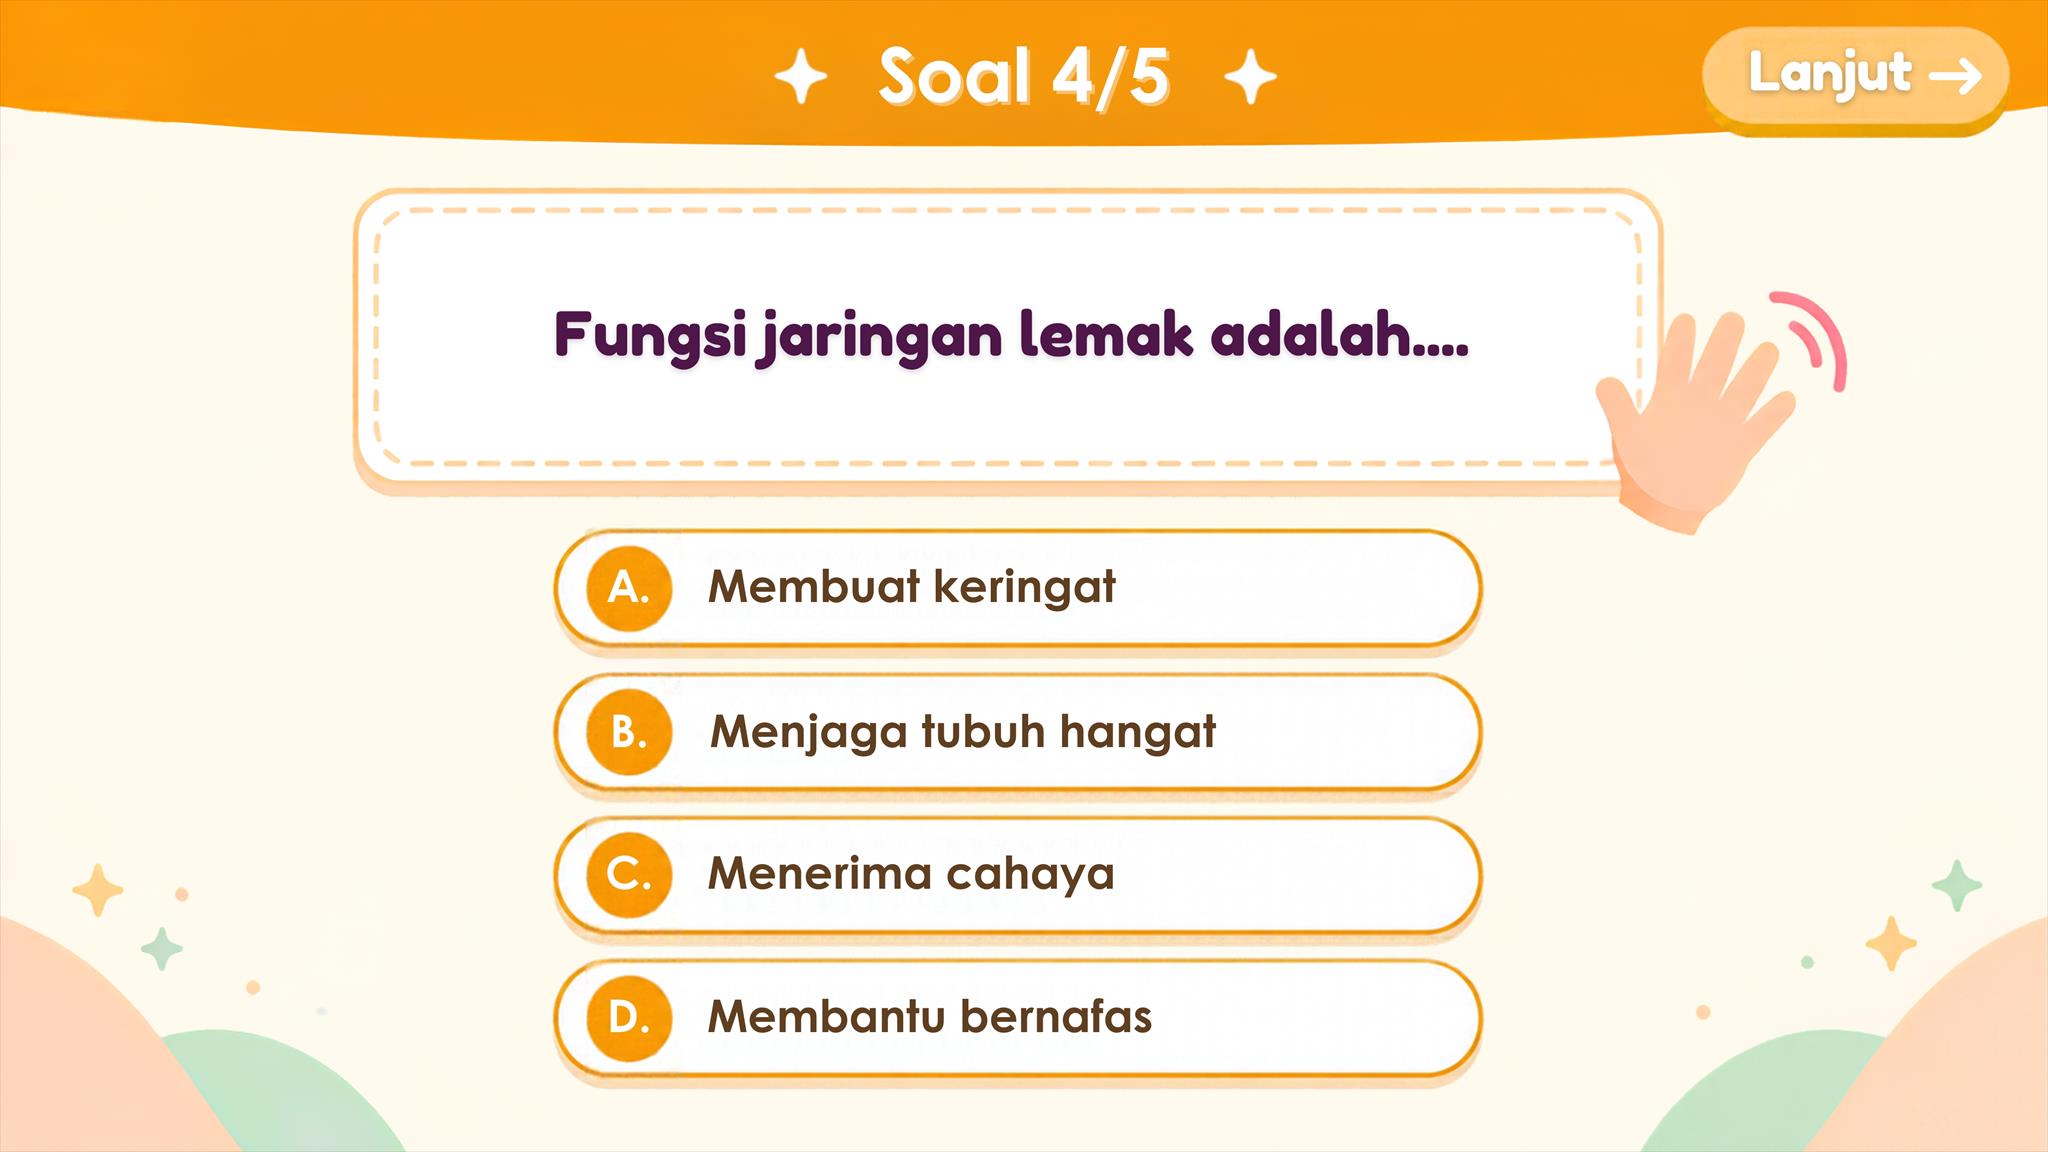 Soal 4/5
Lanjut →
Fungsi jaringan lemak adalah....
A. Membuat keringat
B. Menjaga tubuh hangat
C. Menerima cahaya
D. Membantu bernafas